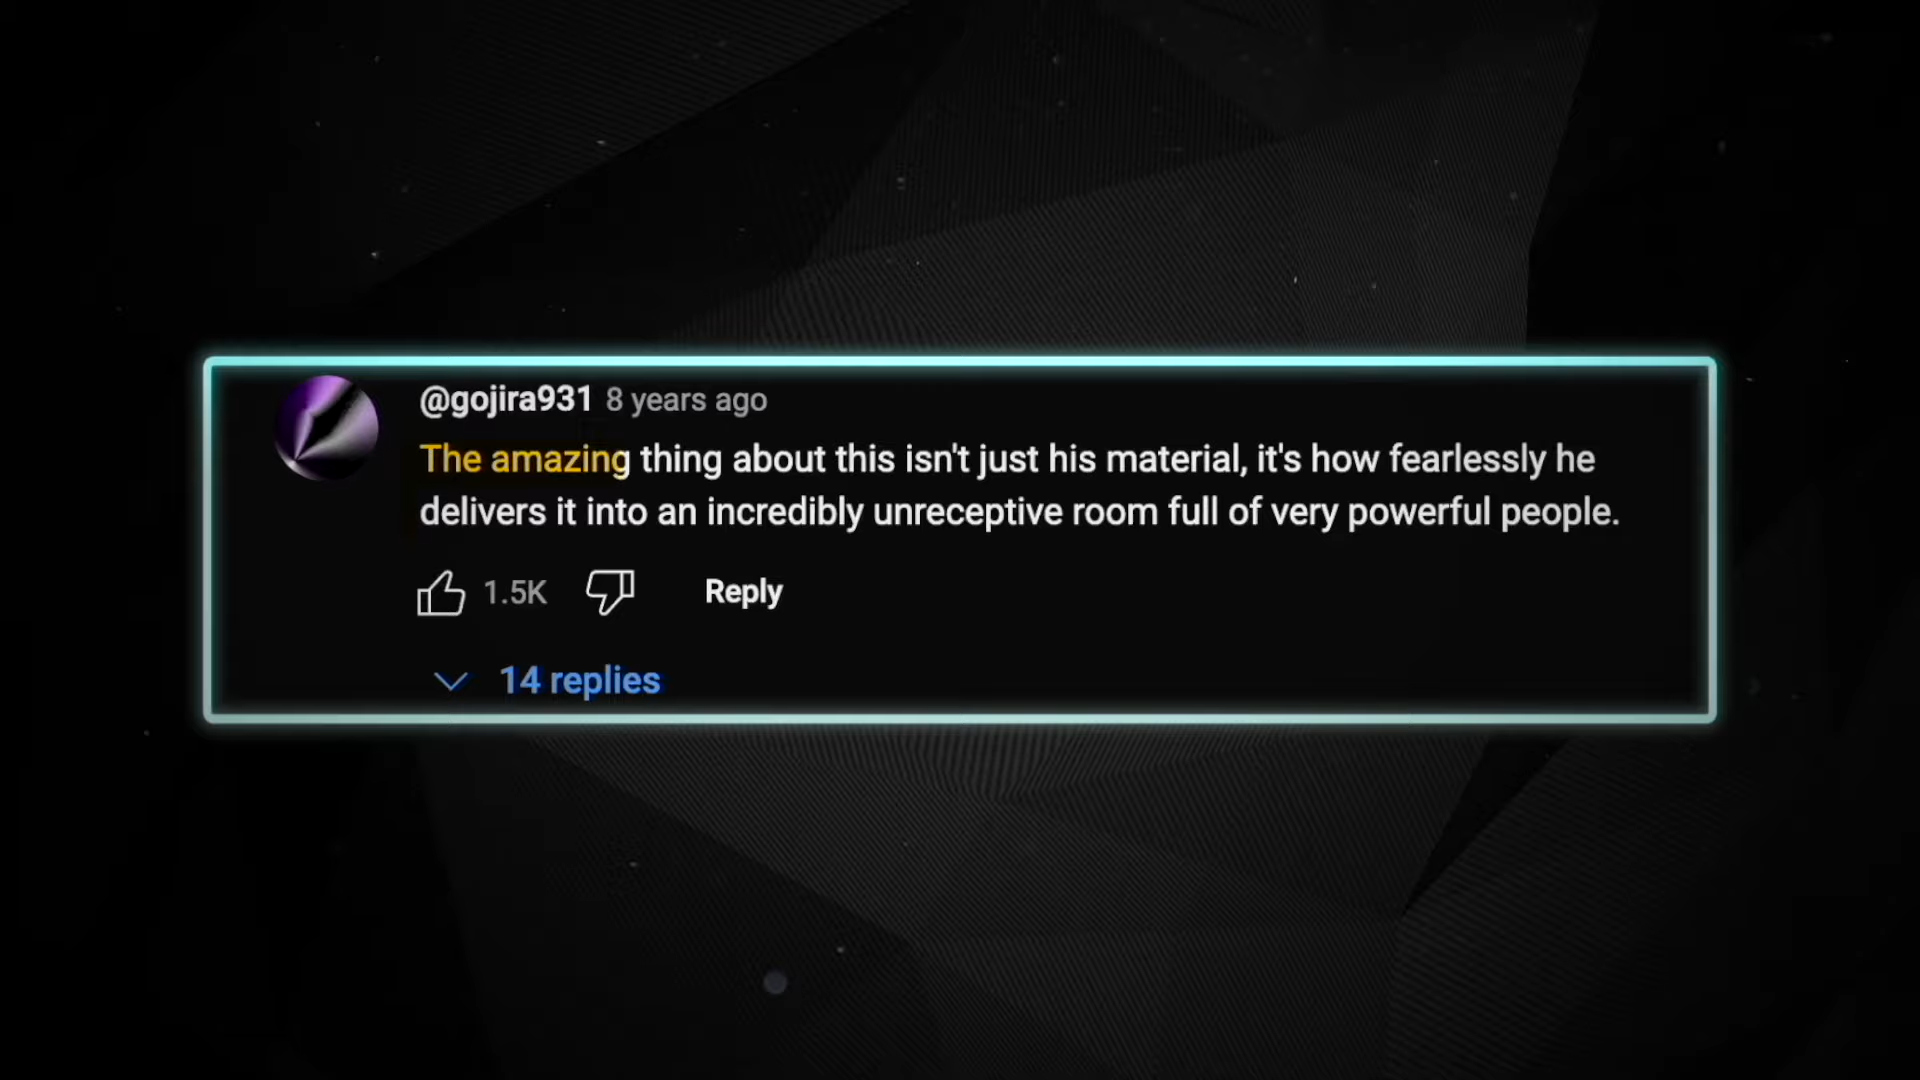 @gojira931 8 years ago
The amazing thing about this isn't just his material, it's how fearlessly he
delivers it into an incredibly unreceptive room full of very powerful people.
1.5K Reply
14 replies